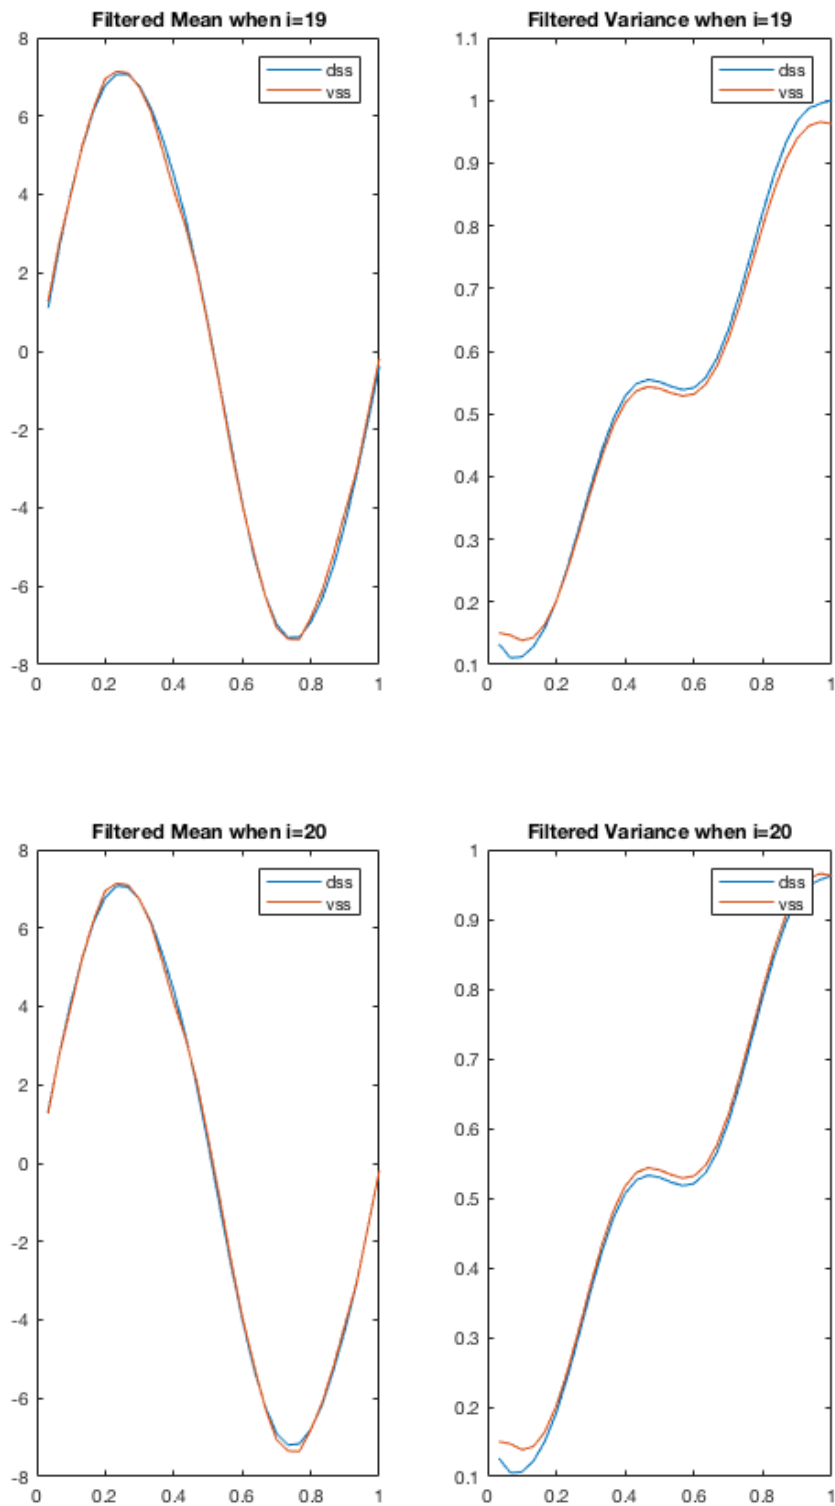 Filtered Mean when i=19
8
6
4
2
0
-2
-4
-6
-8
0 0.2 0.4 0.6 0.8 1
dss
vss
Filtered Variance when i=19
1.1
1
0.9
0.8
0.7
0.6
0.5
0.4
0.3
0.2
0.1
0 0.2 0.4 0.6 0.8 1
dss
vss
Filtered Mean when i=20
8
6
4
2
0
-2
-4
-6
-8
0 0.2 0.4 0.6 0.8 1
dss
vss
Filtered Variance when i=20
1
0.9
0.8
0.7
0.6
0.5
0.4
0.3
0.2
0.1
0 0.2 0.4 0.6 0.8 1
dss
vss